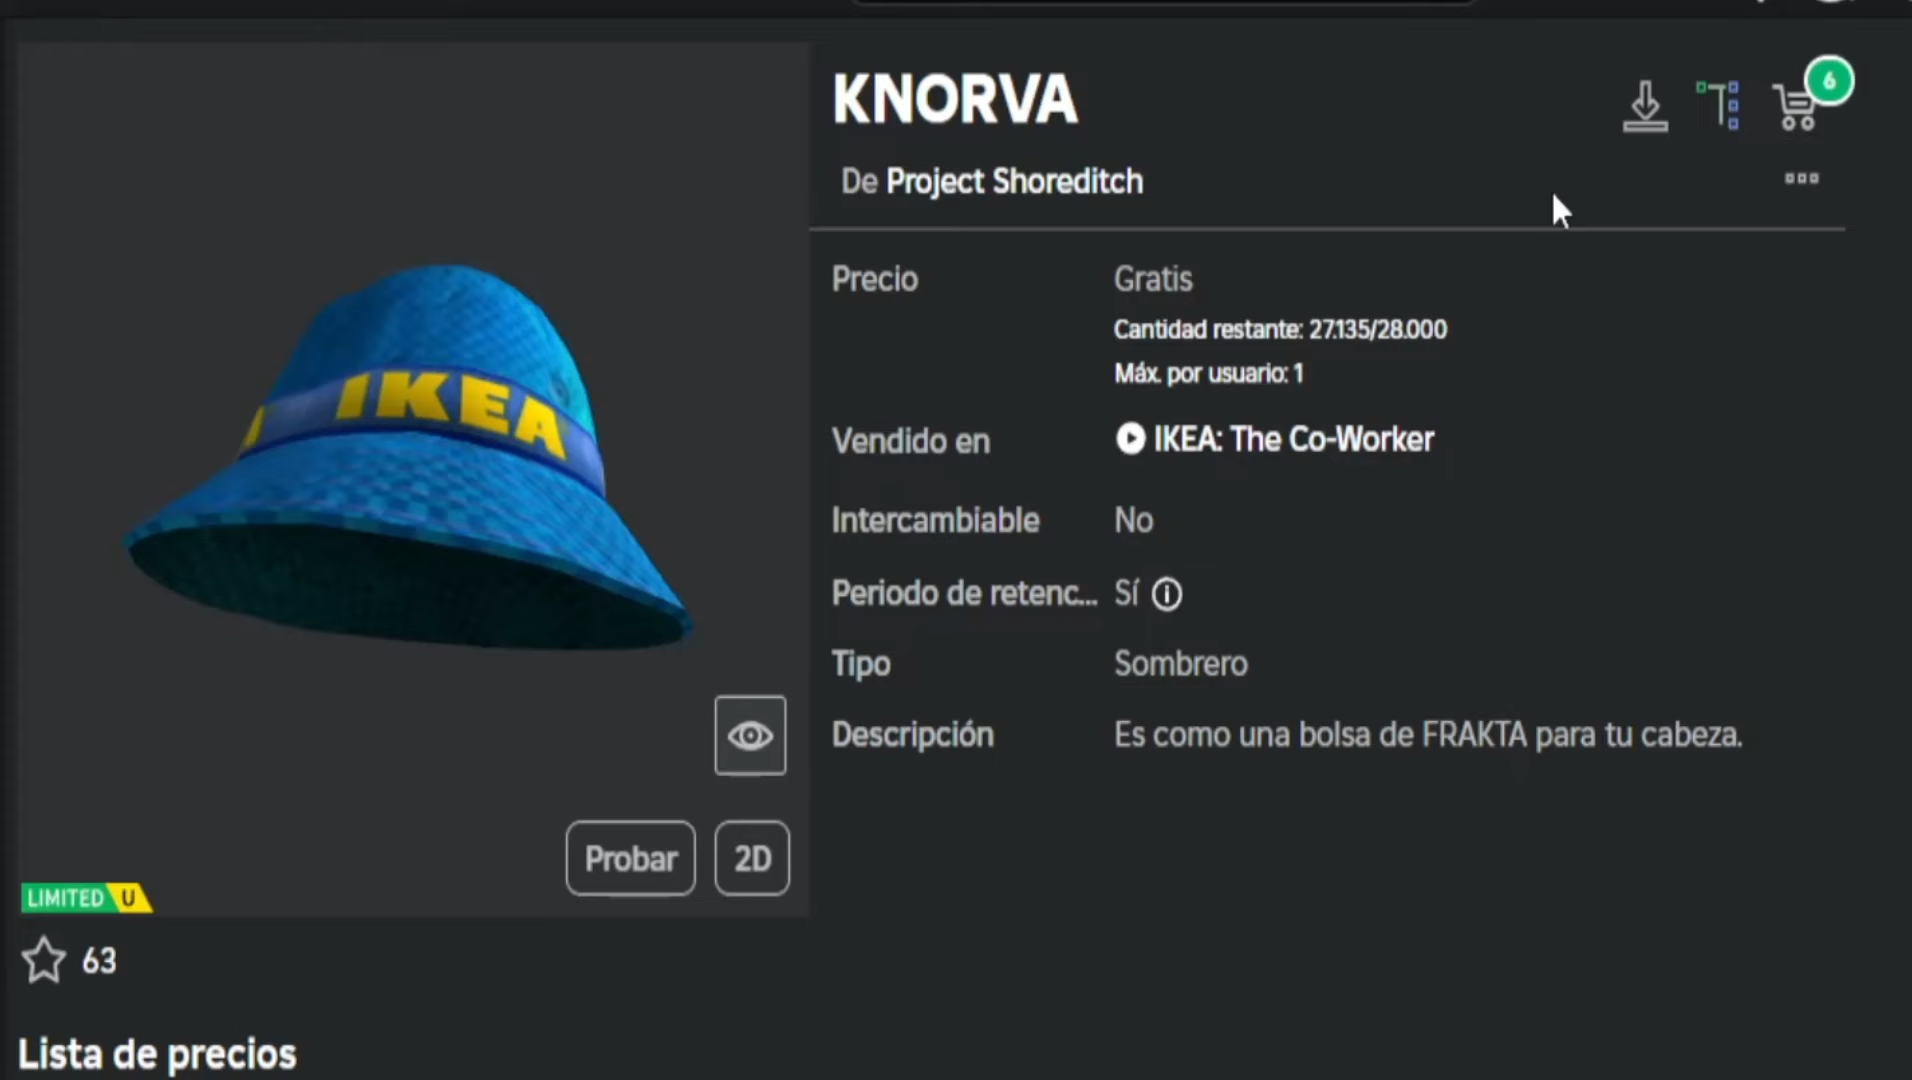 KNORVA
6
De Project Shoreditch
Precio Gratis
Cantidad restante: 27.135/28.000
Máx. por usuario: 1
Vendido en IKEA: The Co-Worker
Intercambiable No
Periodo de retenc... Sí
Tipo Sombrero
Descripción Es como una bolsa de FRAKTA para tu cabeza.
IKEA
Probar 2D
LIMITED U
63
Lista de precios